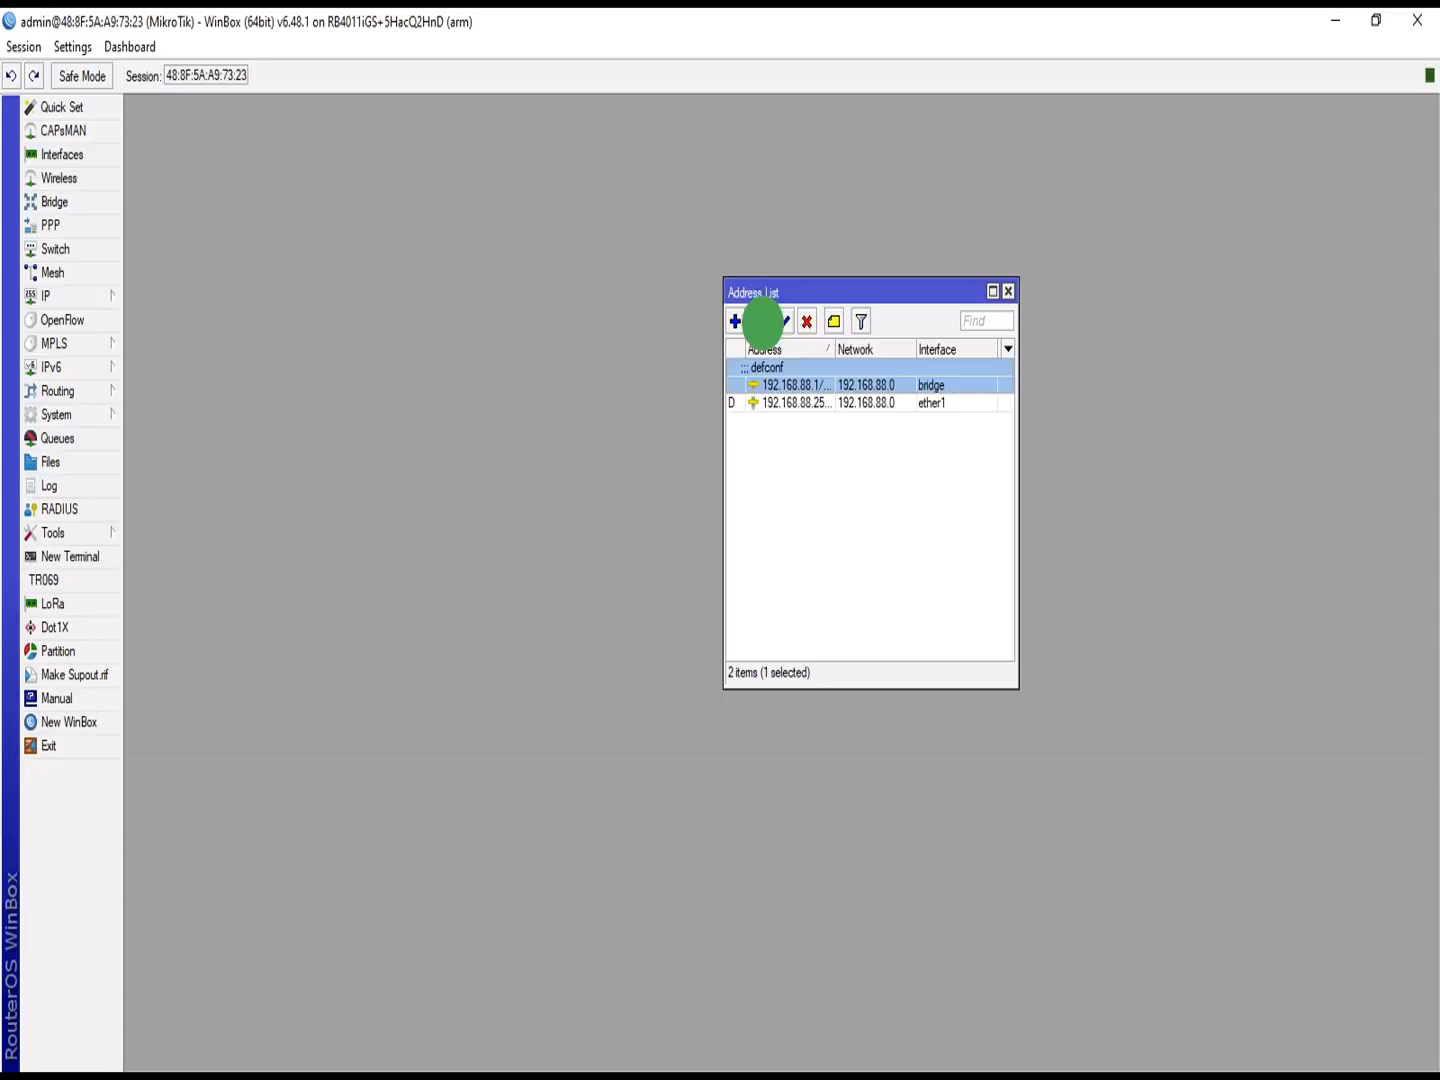 admin@48:8F:5A:A9:73:23 (MikroTik) - WinBox (64bit) v6.48.1 on RB4011iGS+5HacQ2HnD (arm)
Session Settings Dashboard
Safe Mode Session: 48:8F:5A:A9:73:23
Quick Set
CAPsMAN
Interfaces
Wireless
Bridge
PPP
Switch
Mesh
IP
OpenFlow
MPLS
IPv6
Routing
System
Queues
Files
Log
RADIUS
Tools
New Terminal
TR069
LoRa
Dot1X
Partition
Make Supout.rif
Manual
New WinBox
Exit
RouterOS WinBox
Address List
Find
Address Network Interface
::: defconf
192.168.88.1/... 192.168.88.0 bridge
D 192.168.88.25... 192.168.88.0 ether1
2 items (1 selected)